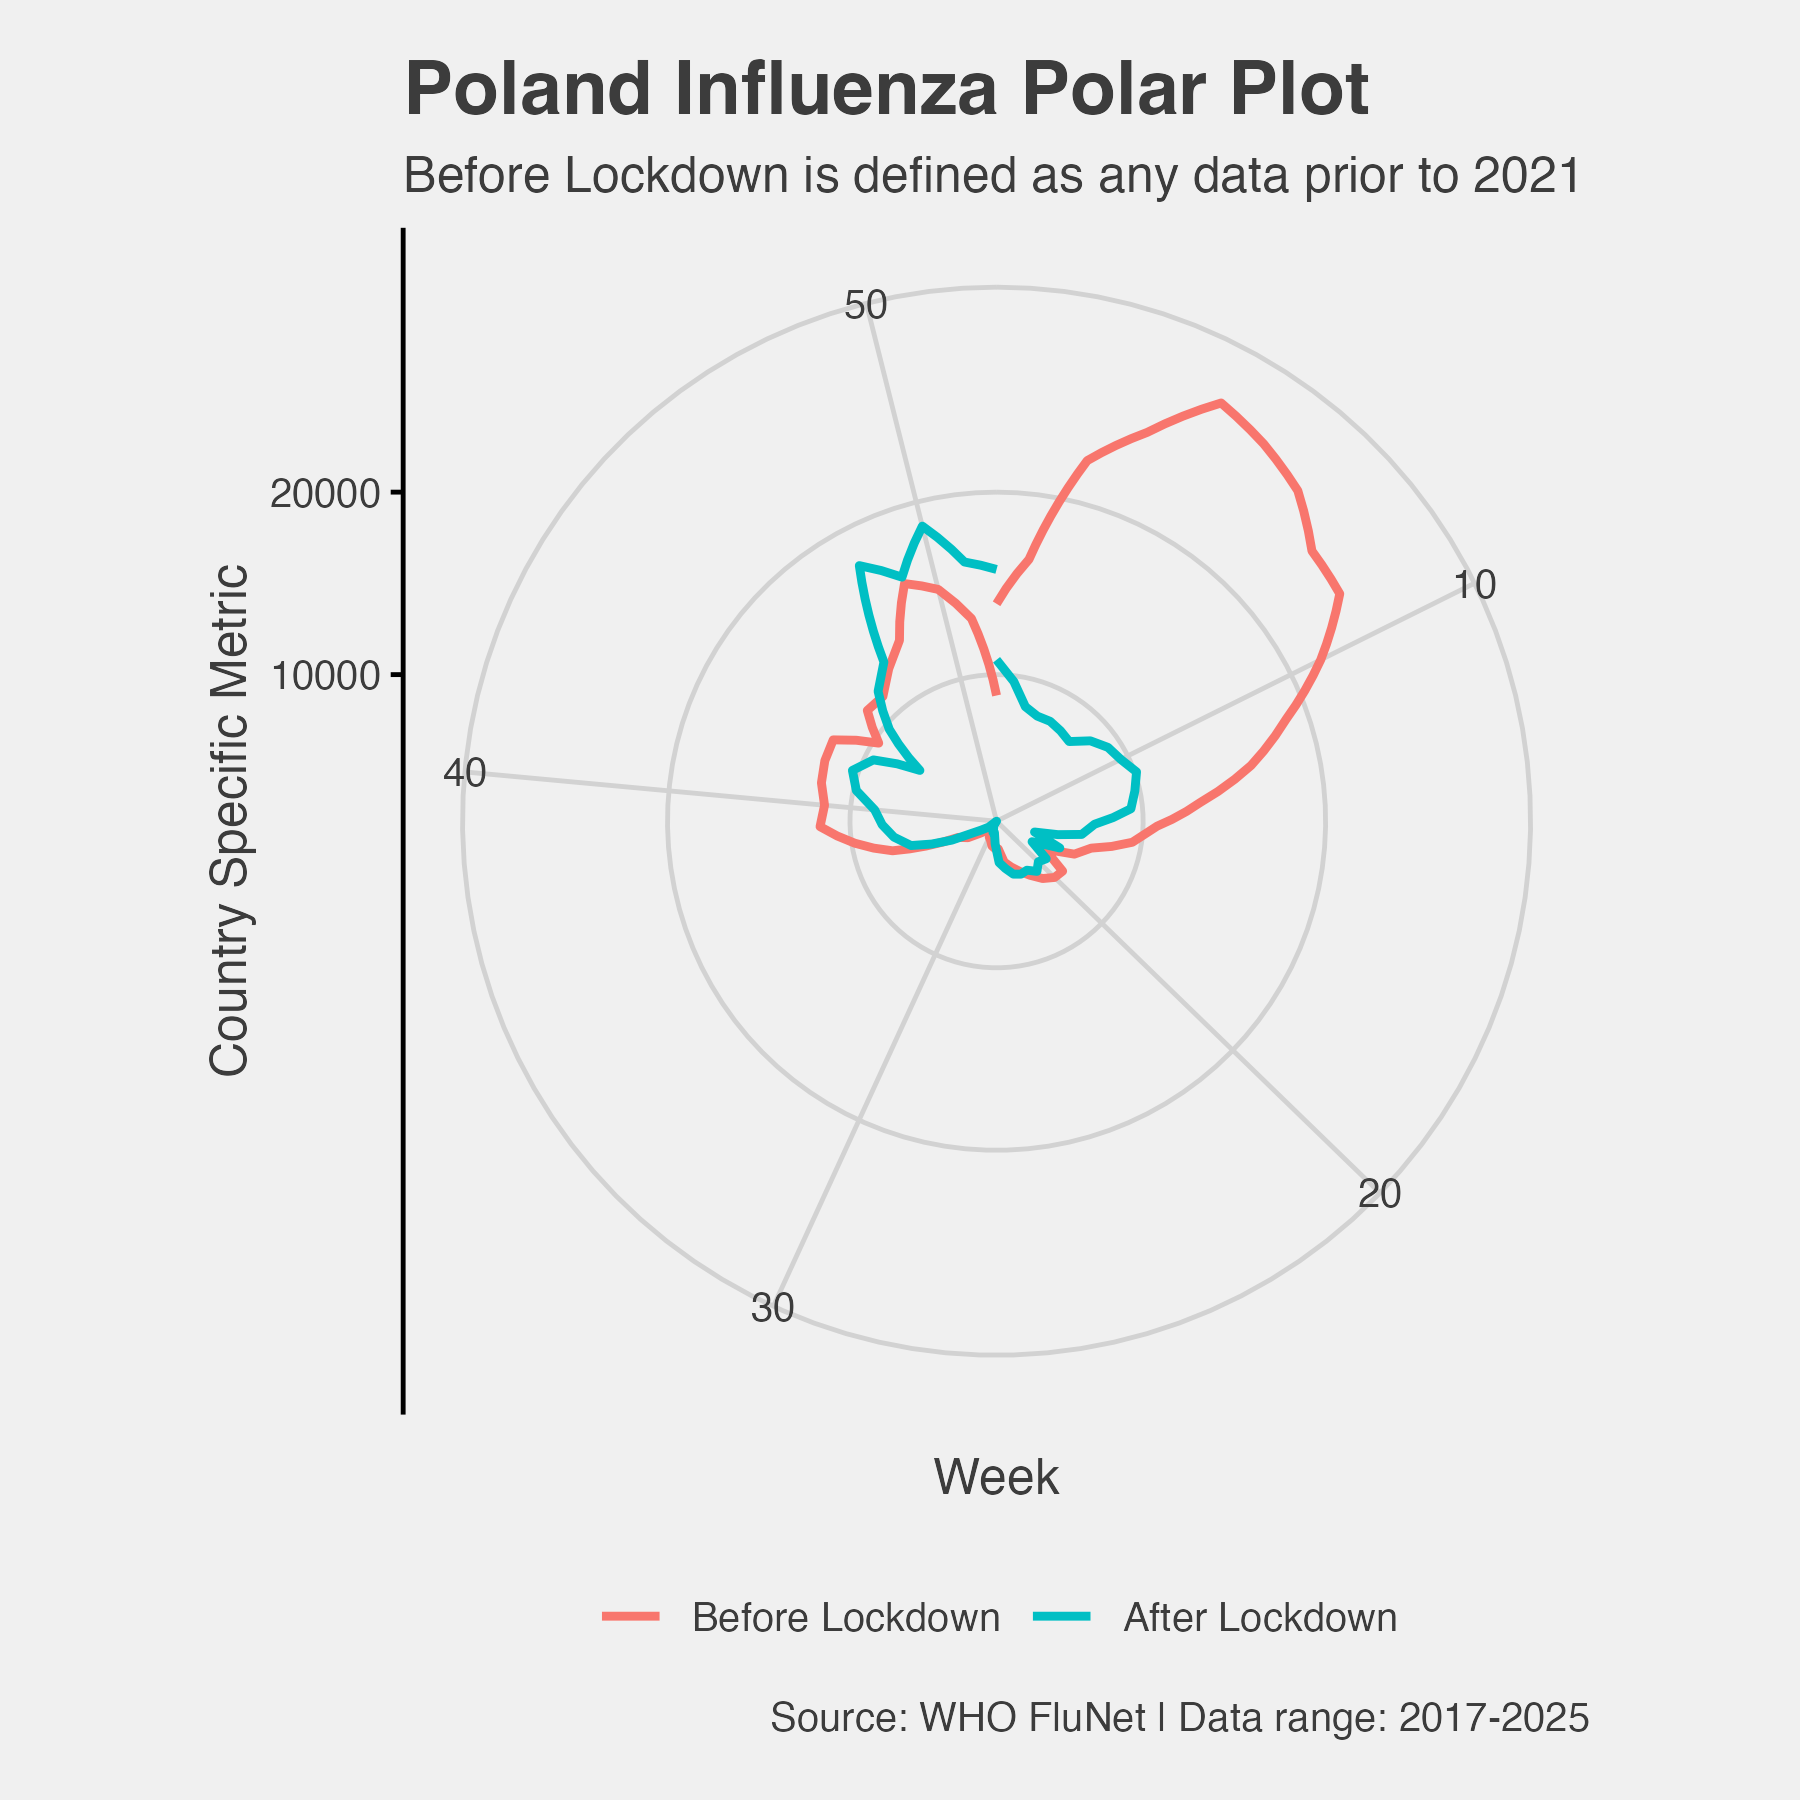 Poland Influenza Polar Plot
Before Lockdown is defined as any data prior to 2021
50
20000
10
10000
40
Country Specific Metric
20
30
Week
Before Lockdown After Lockdown
Source: WHO FluNet | Data range: 2017-2025